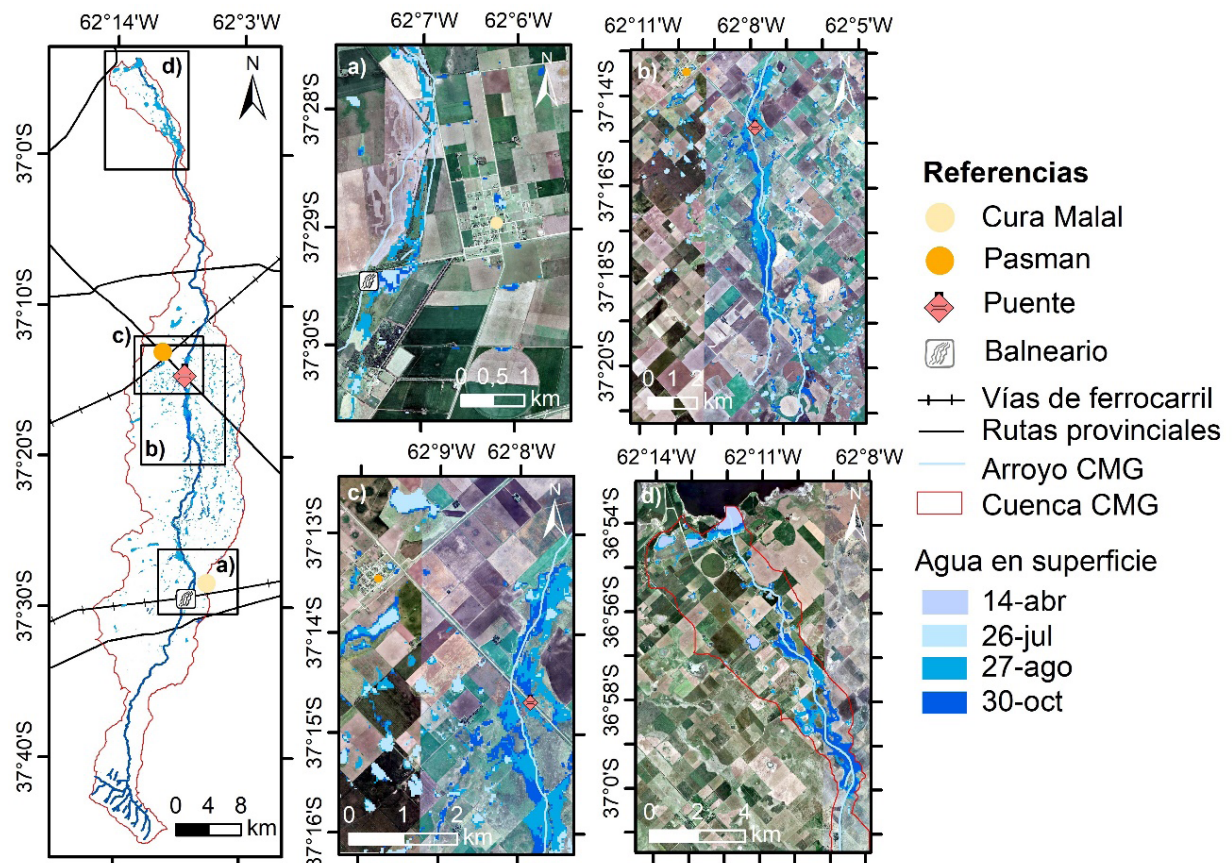 62°14'W 62°3'W
d)
N
37°0'S
37°10'S
c)
b)
37°20'S
a)
37°30'S
37°40'S
0 4 8
km
62°7'W 62°6'W
a)
N
37°28'S
37°29'S
37°30'S
0 0,5 1
km
62°11'W 62°8'W 62°5'W
b)
N
37°14'S
37°16'S
37°18'S
37°20'S
0 1 2
km
62°9'W 62°8'W
c)
N
37°13'S
37°14'S
37°15'S
37°16'S
0 1 2
km
62°14'W 62°11'W 62°8'W
d)
N
36°54'S
36°56'S
36°58'S
37°0'S
0 2 4
km
Referencias
Cura Malal
Pasman
Puente
Balneario
Vías de ferrocarril
Rutas provinciales
Arroyo CMG
Cuenca CMG
Agua en superficie
14-abr
26-jul
27-ago
30-oct